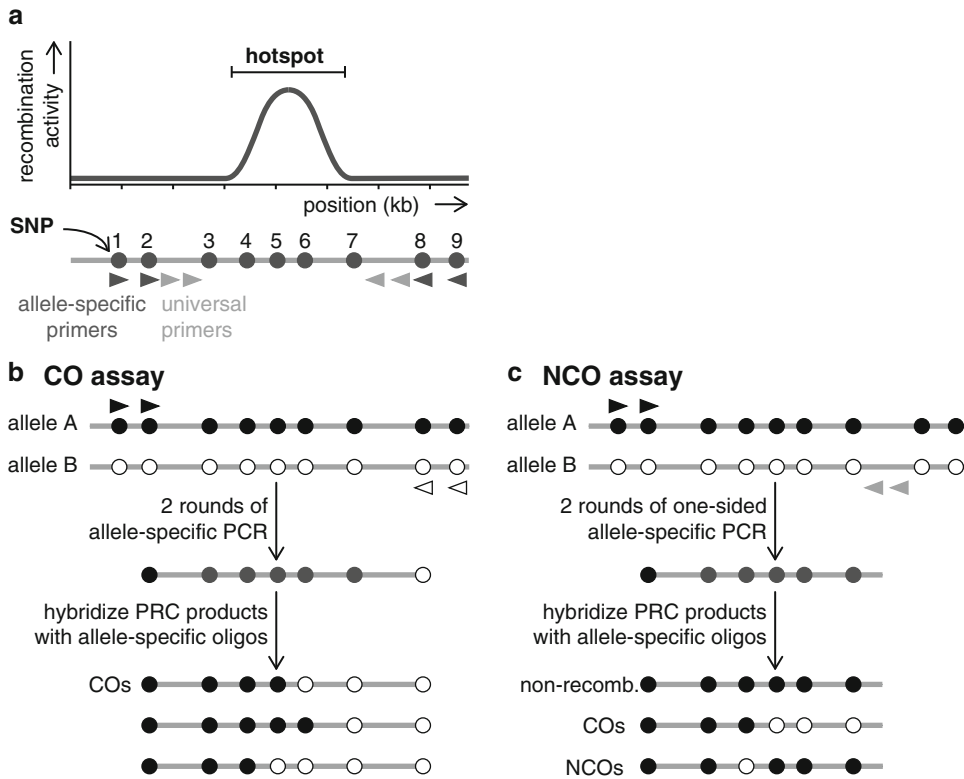 a
hotspot
recombination
activity
position (kb)
SNP
1 2 3 4 5 6 7 8 9
allele-specific
primers
universal
primers
b CO assay
allele A
allele B
2 rounds of
allele-specific PCR
hybridize PRC products
with allele-specific oligos
COs
c NCO assay
allele A
allele B
2 rounds of one-sided
allele-specific PCR
hybridize PRC products
with allele-specific oligos
non-recomb.
COs
NCOs